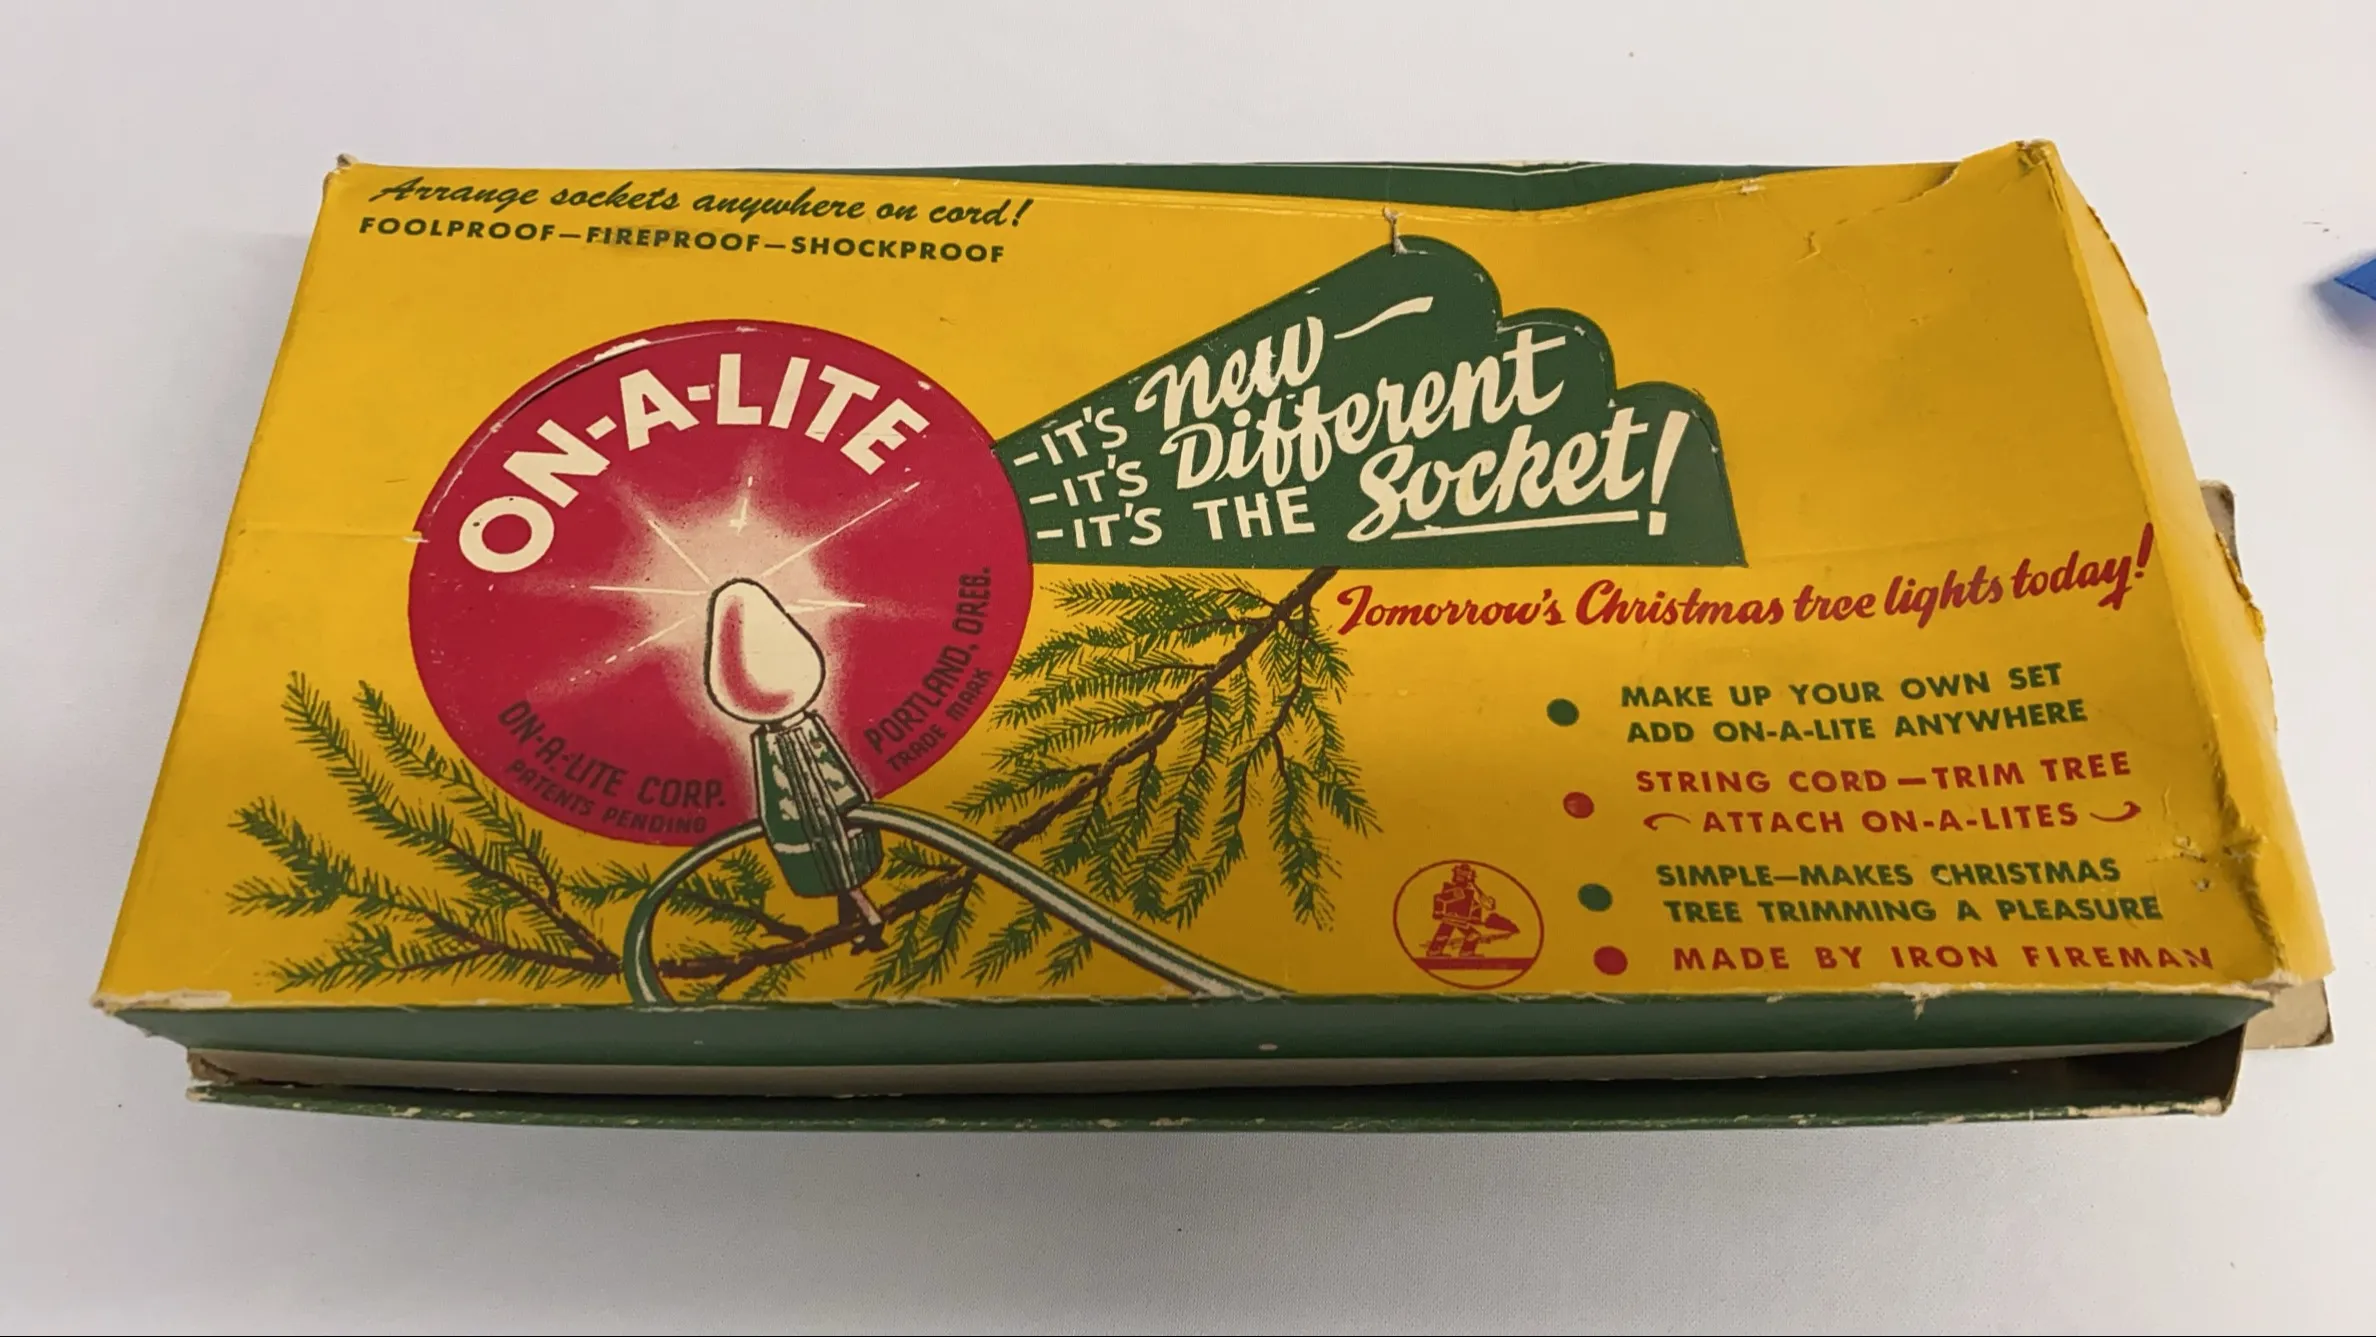 Arrange sockets anywhere on cord!
FOOLPROOF—FIREPROOF—SHOCKPROOF
ON-A-LITE
ON-A-LITE CORP.
PATENTS PENDING
PORTLAND, OREG.
TRADE MARK
—IT'S New—
—IT'S Different
—IT'S THE Socket!
Tomorrow's Christmas tree lights today!
MAKE UP YOUR OWN SET
ADD ON-A-LITE ANYWHERE
STRING CORD—TRIM TREE
ATTACH ON-A-LITES
SIMPLE—MAKES CHRISTMAS
TREE TRIMMING A PLEASURE
MADE BY IRON FIREMAN